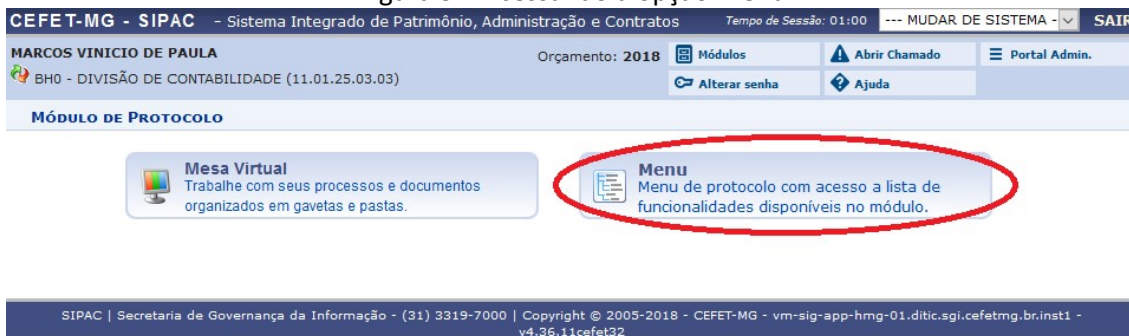 CEFET-MG - SIPAC - Sistema Integrado de Patrimônio, Administração e Contratos Tempo de Sessão: 01:00 --- MUDAR DE SISTEMA - SAIR
MARCOS VINICIO DE PAULA Orçamento: 2018 Módulos Abrir Chamado Portal Admin.
BH0 - DIVISÃO DE CONTABILIDADE (11.01.25.03.03) Alterar senha Ajuda
MÓDULO DE PROTOCOLO
Mesa Virtual
Trabalhe com seus processos e documentos
organizados em gavetas e pastas.
Menu
Menu de protocolo com acesso a lista de
funcionalidades disponíveis no módulo.
SIPAC | Secretaria de Governança da Informação - (31) 3319-7000 | Copyright © 2005-2018 - CEFET-MG - vm-sig-app-hmg-01.ditic.sgi.cefetmg.br.inst1 -
v4.36.11cefet32